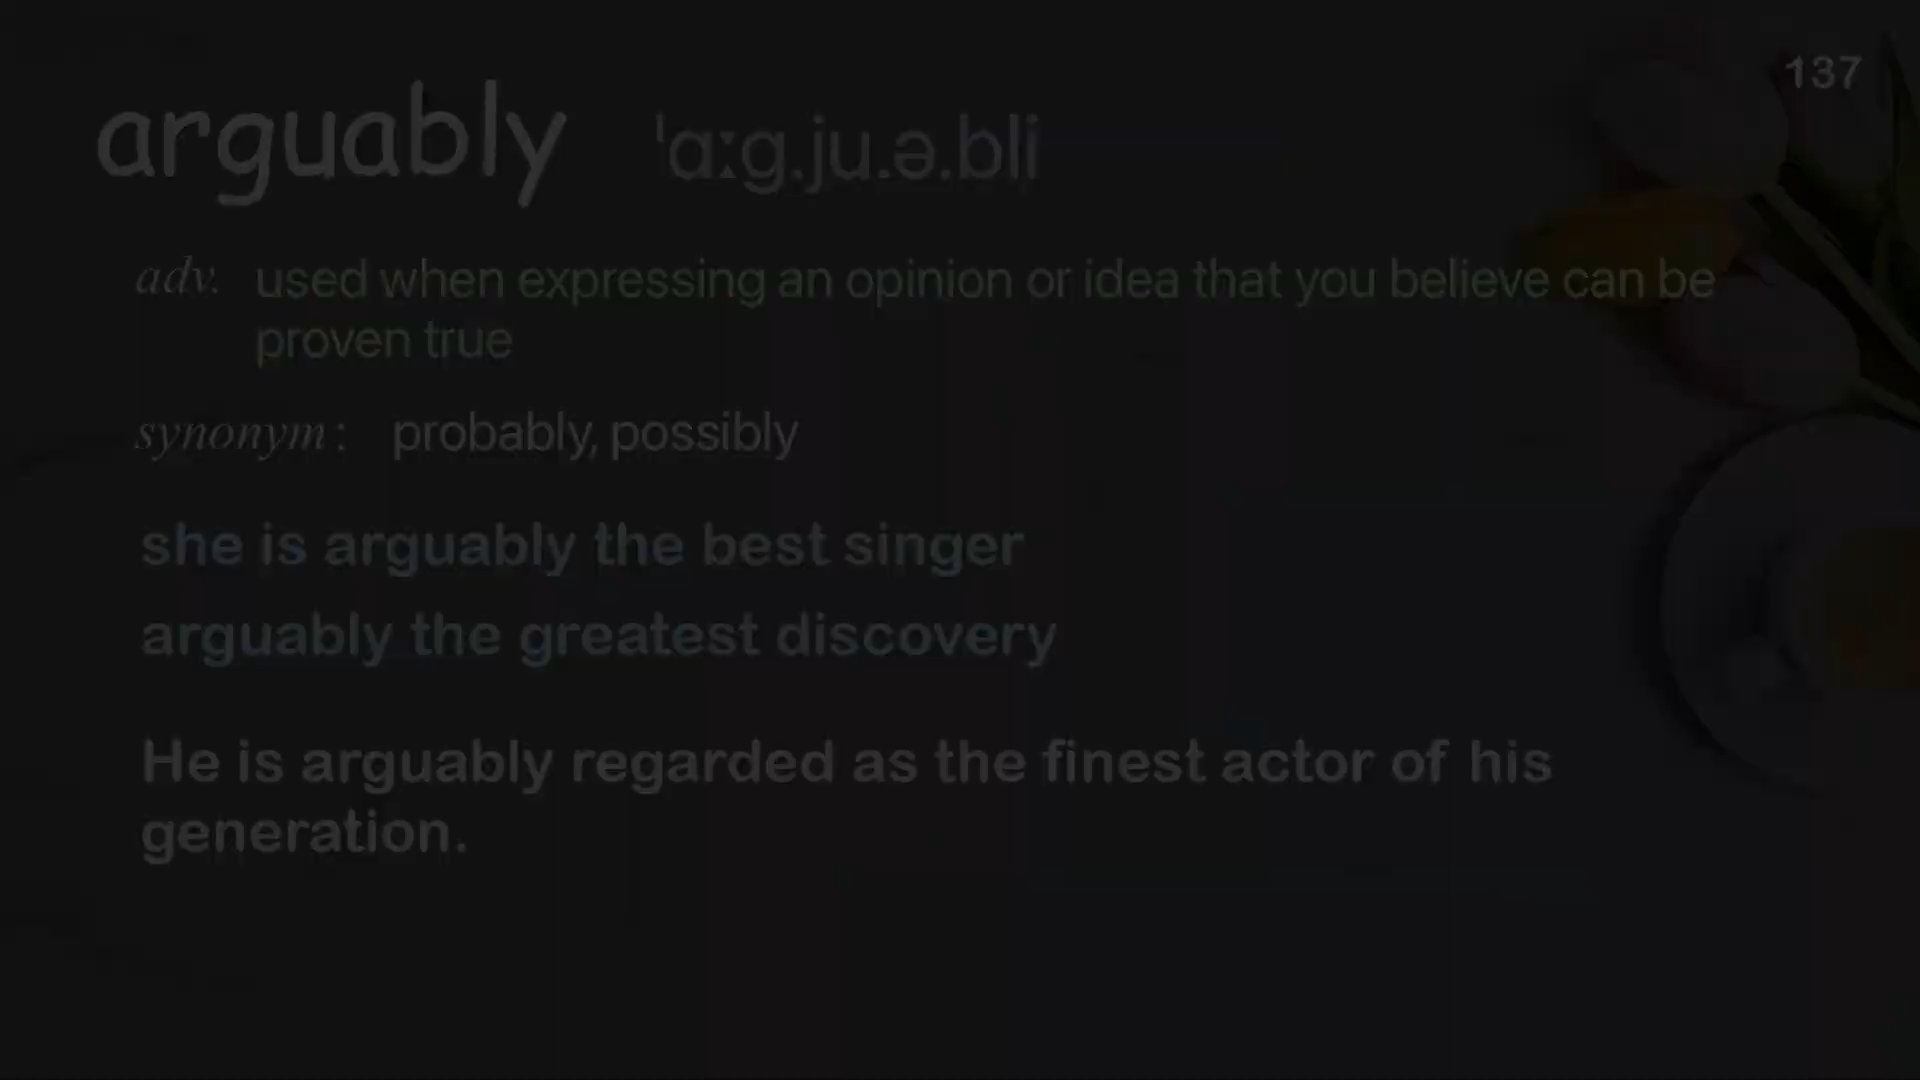 137
arguably ˈɑːɡ.ju.ə.bli
adv. used when expressing an opinion or idea that you believe can be
proven true
synonym : probably, possibly
she is arguably the best singer
arguably the greatest discovery
He is arguably regarded as the finest actor of his
generation.